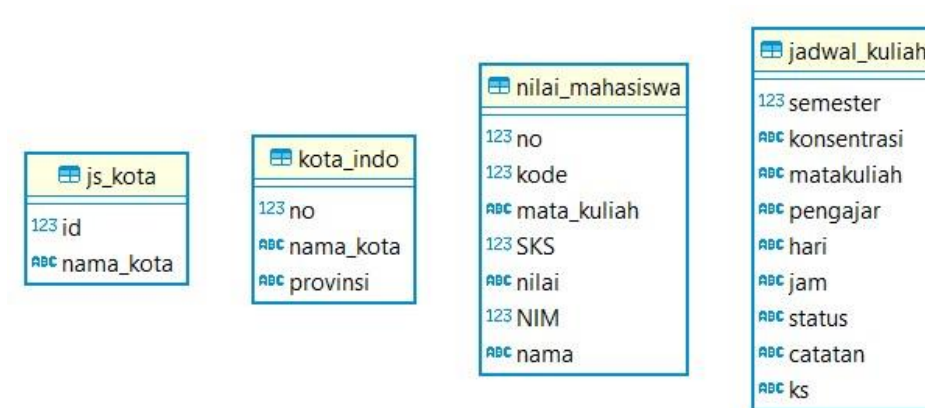 js_kota
123 id
ABC nama_kota
kota_indo
123 no
ABC nama_kota
ABC provinsi
nilai_mahasiswa
123 no
123 kode
ABC mata_kuliah
123 SKS
ABC nilai
123 NIM
ABC nama
jadwal_kuliah
123 semester
ABC konsentrasi
ABC matakuliah
ABC pengajar
ABC hari
ABC jam
ABC status
ABC catatan
ABC ks